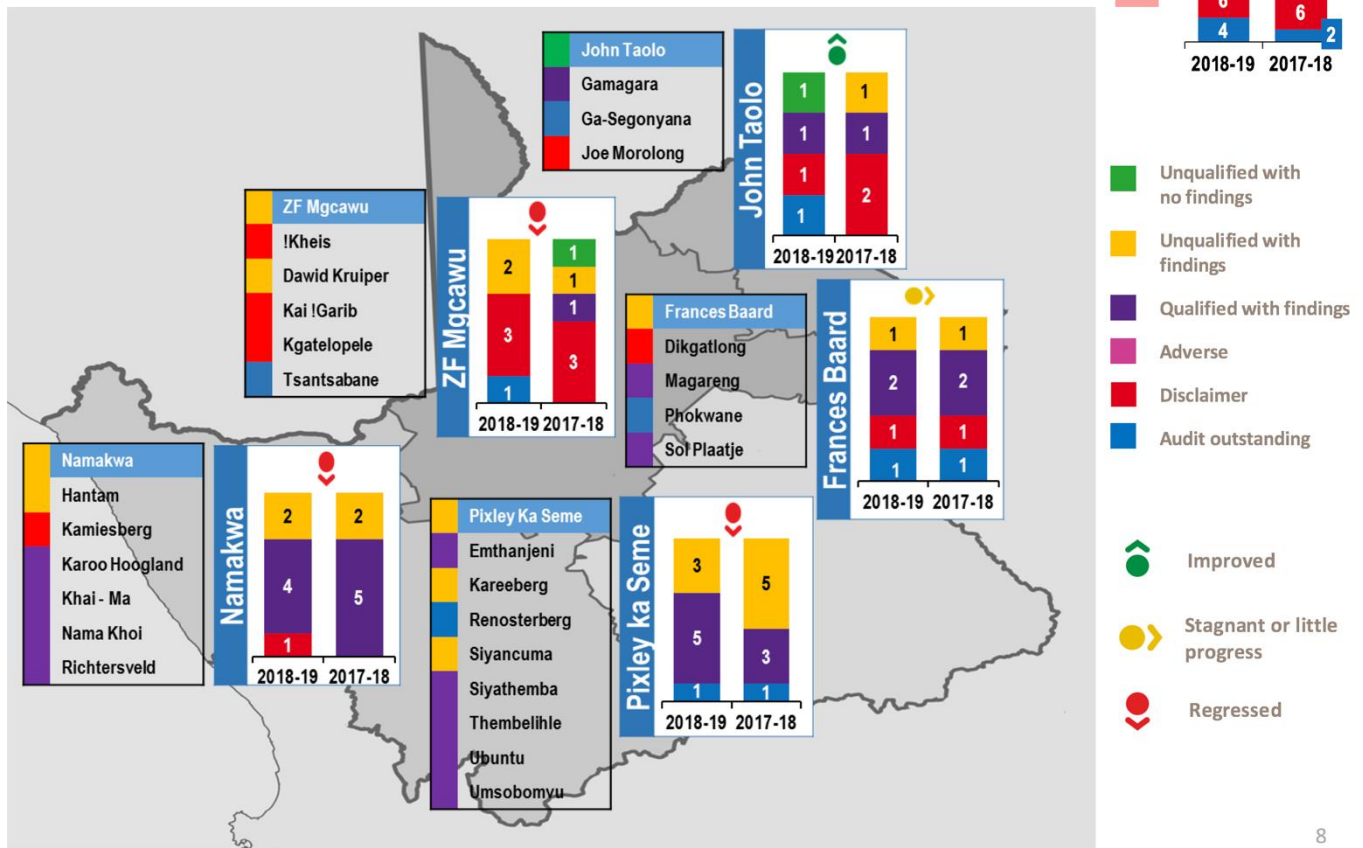 6
6
4
2
2018-19 2017-18
John Taolo
Gamagara
Ga-Segonyana
Joe Morolong
John Taolo
1
1
1
1
1
1
2
2018-19 2017-18
ZF Mgcawu
!Kheis
Dawid Kruiper
Kai !Garib
Kgatelopele
Tsantsabane
ZF Mgcawu
2
3
1
1
1
1
3
2018-19 2017-18
Frances Baard
Dikgatlong
Magareng
Phokwane
Sol Plaatje
Frances Baard
1
2
1
1
1
2
1
1
2018-19 2017-18
Namakwa
Hantam
Kamiesberg
Karoo Hoogland
Khai - Ma
Nama Khoi
Richtersveld
Namakwa
2
4
1
2
5
2018-19 2017-18
Pixley Ka Seme
Emthanjeni
Kareeberg
Renosterberg
Siyancuma
Siyathemba
Thembelihle
Ubuntu
Umsobomvu
Pixley ka Seme
3
5
1
5
3
1
2018-19 2017-18
Unqualified with
no findings
Unqualified with
findings
Qualified with findings
Adverse
Disclaimer
Audit outstanding
Improved
Stagnant or little
progress
Regressed
8